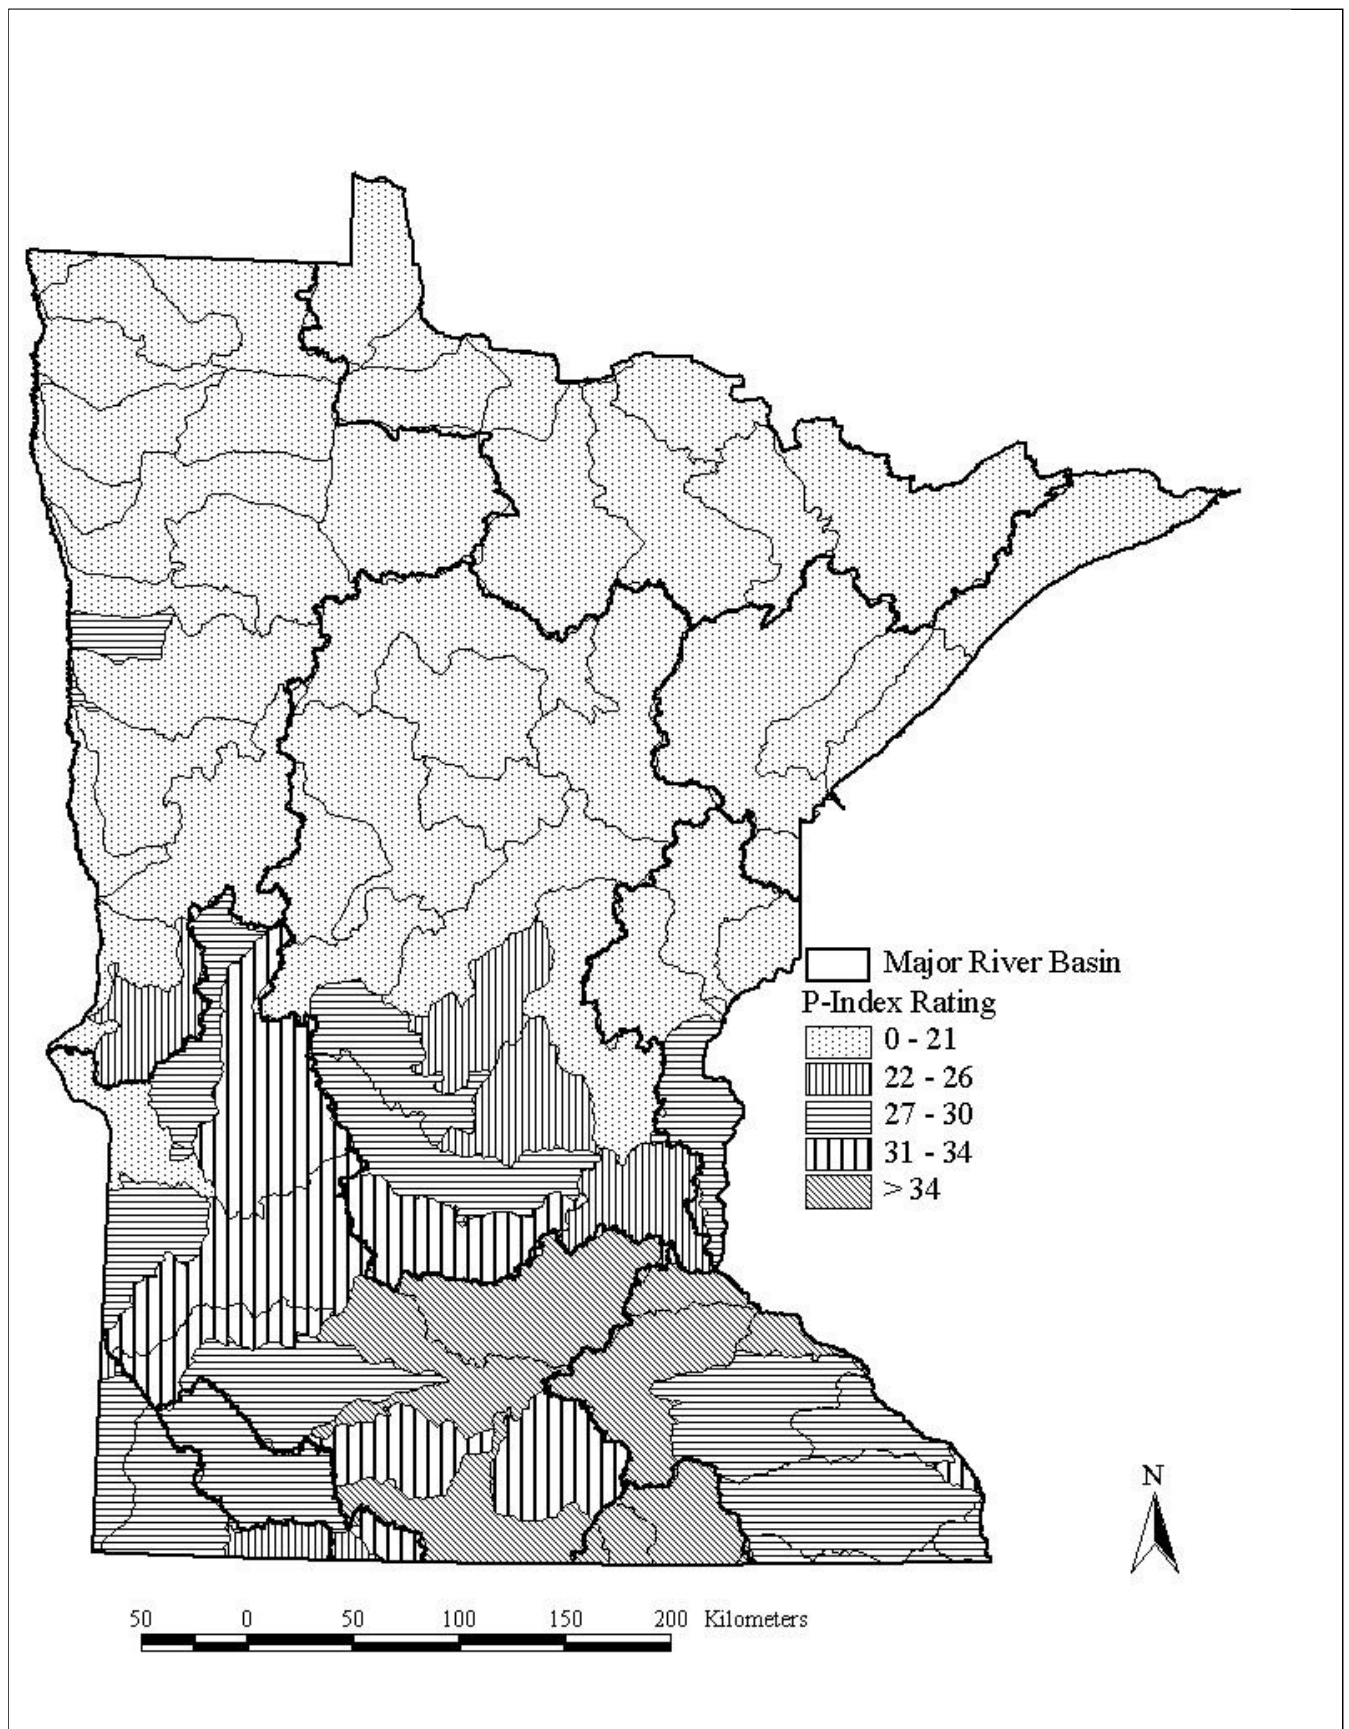 Major River Basin
P-Index Rating
0 - 21
22 - 26
27 - 30
31 - 34
> 34
N
50 0 50 100 150 200 Kilometers